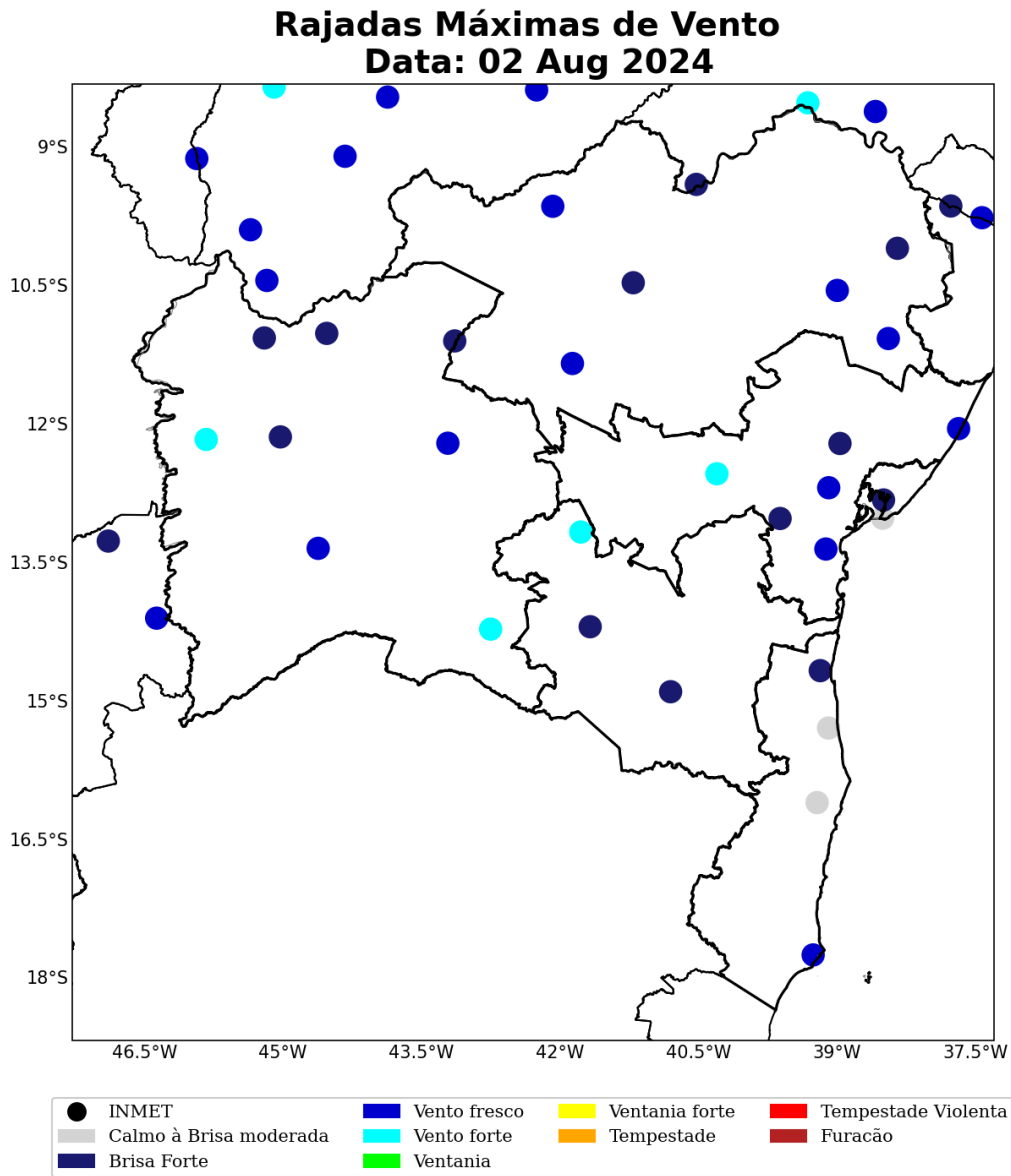 Rajadas Máximas de Vento
Data: 02 Aug 2024
9°S
10.5°S
12°S
13.5°S
15°S
16.5°S
18°S
46.5°W 45°W 43.5°W 42°W 40.5°W 39°W 37.5°W
INMET Vento fresco Ventania forte Tempestade Violenta
Calmo à Brisa moderada Vento forte Tempestade Furacão
Brisa Forte Ventania